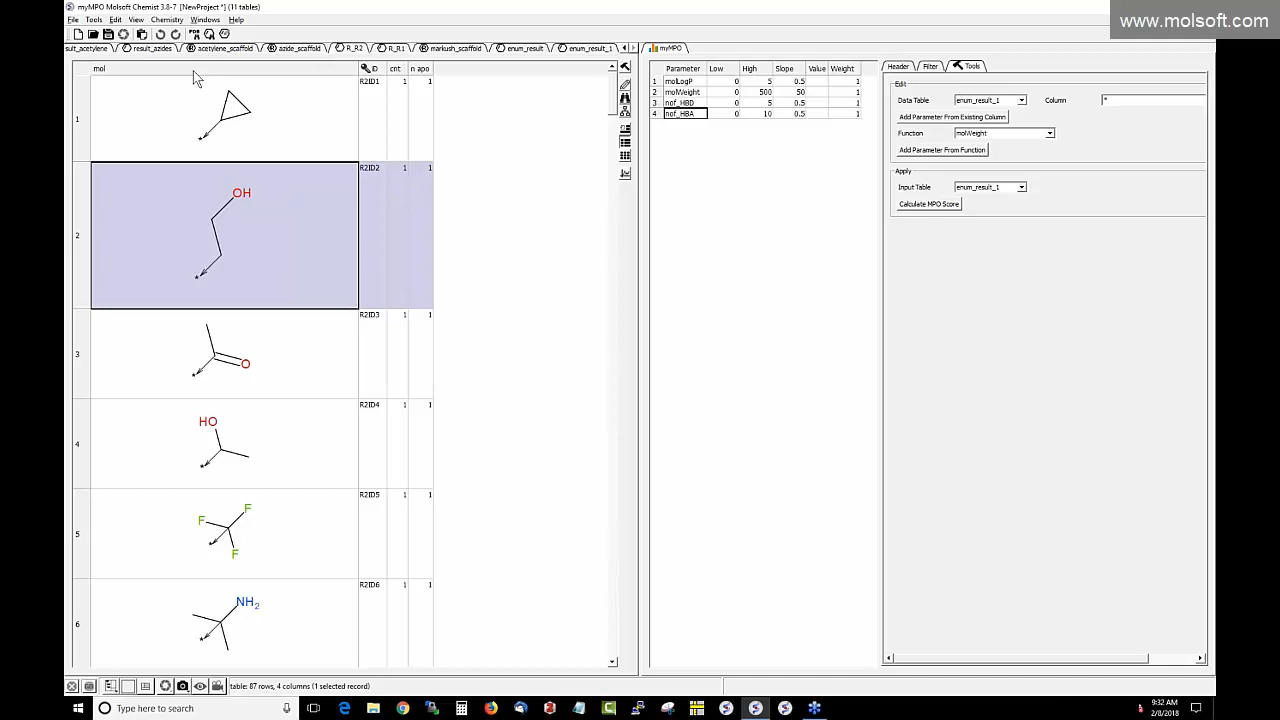 www.molsoft.com
myMPO Molsoft Chemist 3.8-7 [NewProject *] (11 tables)
File Tools Edit View Chemistry Windows Help
sult_acetylene result_azides acetylene_scaffold azide_scaffold R_R2 R_R1 markush_scaffold enum_result enum_result_1 myMPO
mol ID cnt n apo
1 R2ID1 1 1
OH
2 R2ID2 1 1
O
3 R2ID3 1 1
HO
4 R2ID4 1 1
F F F
5 R2ID5 1 1
NH2
6 R2ID6 1 1
Parameter Low High Slope Value Weight
1 molLogP 0 5 0.5 1
2 molWeight 0 500 50 1
3 nof_HBD 0 5 0.5 1
4 nof_HBA 0 10 0.5 1
Header Filter Tools
Edit
Data Table enum_result_1 Column *
Add Parameter From Existing Column
Function molWeight
Add Parameter From Function
Apply
Input Table enum_result_1
Calculate MPO Score
table: 87 rows, 4 columns (1 selected record)
Type here to search
9:32 AM
2/8/2018